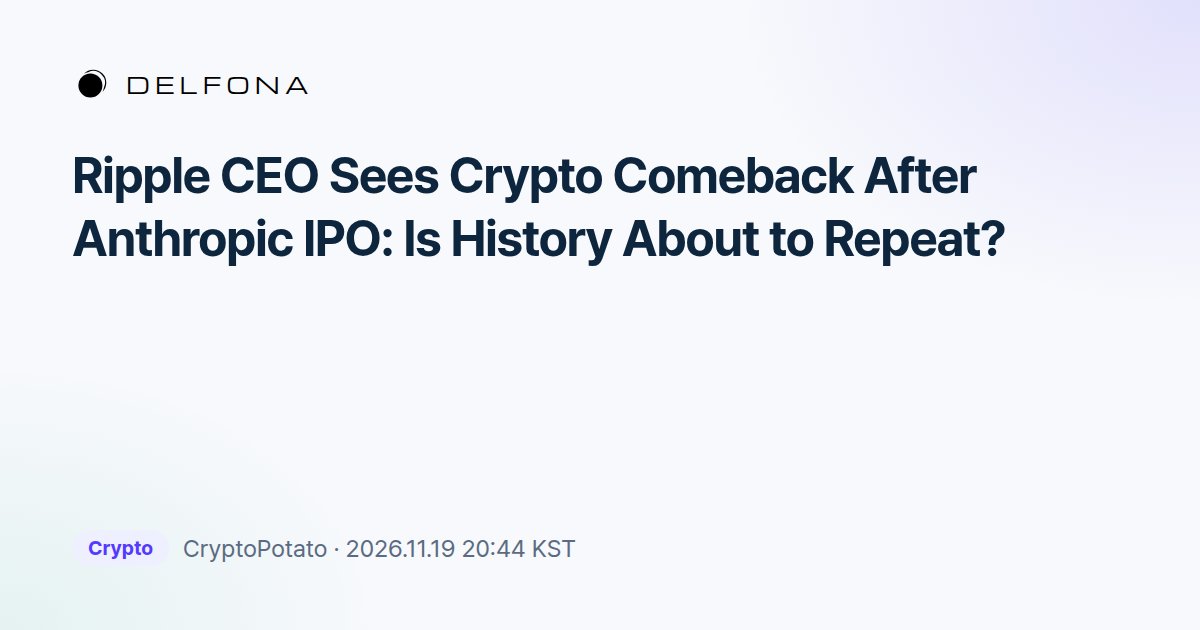 DELFONA
Ripple CEO Sees Crypto Comeback After
Anthropic IPO: Is History About to Repeat?
Crypto CryptoPotato · 2026.11.19 20:44 KST